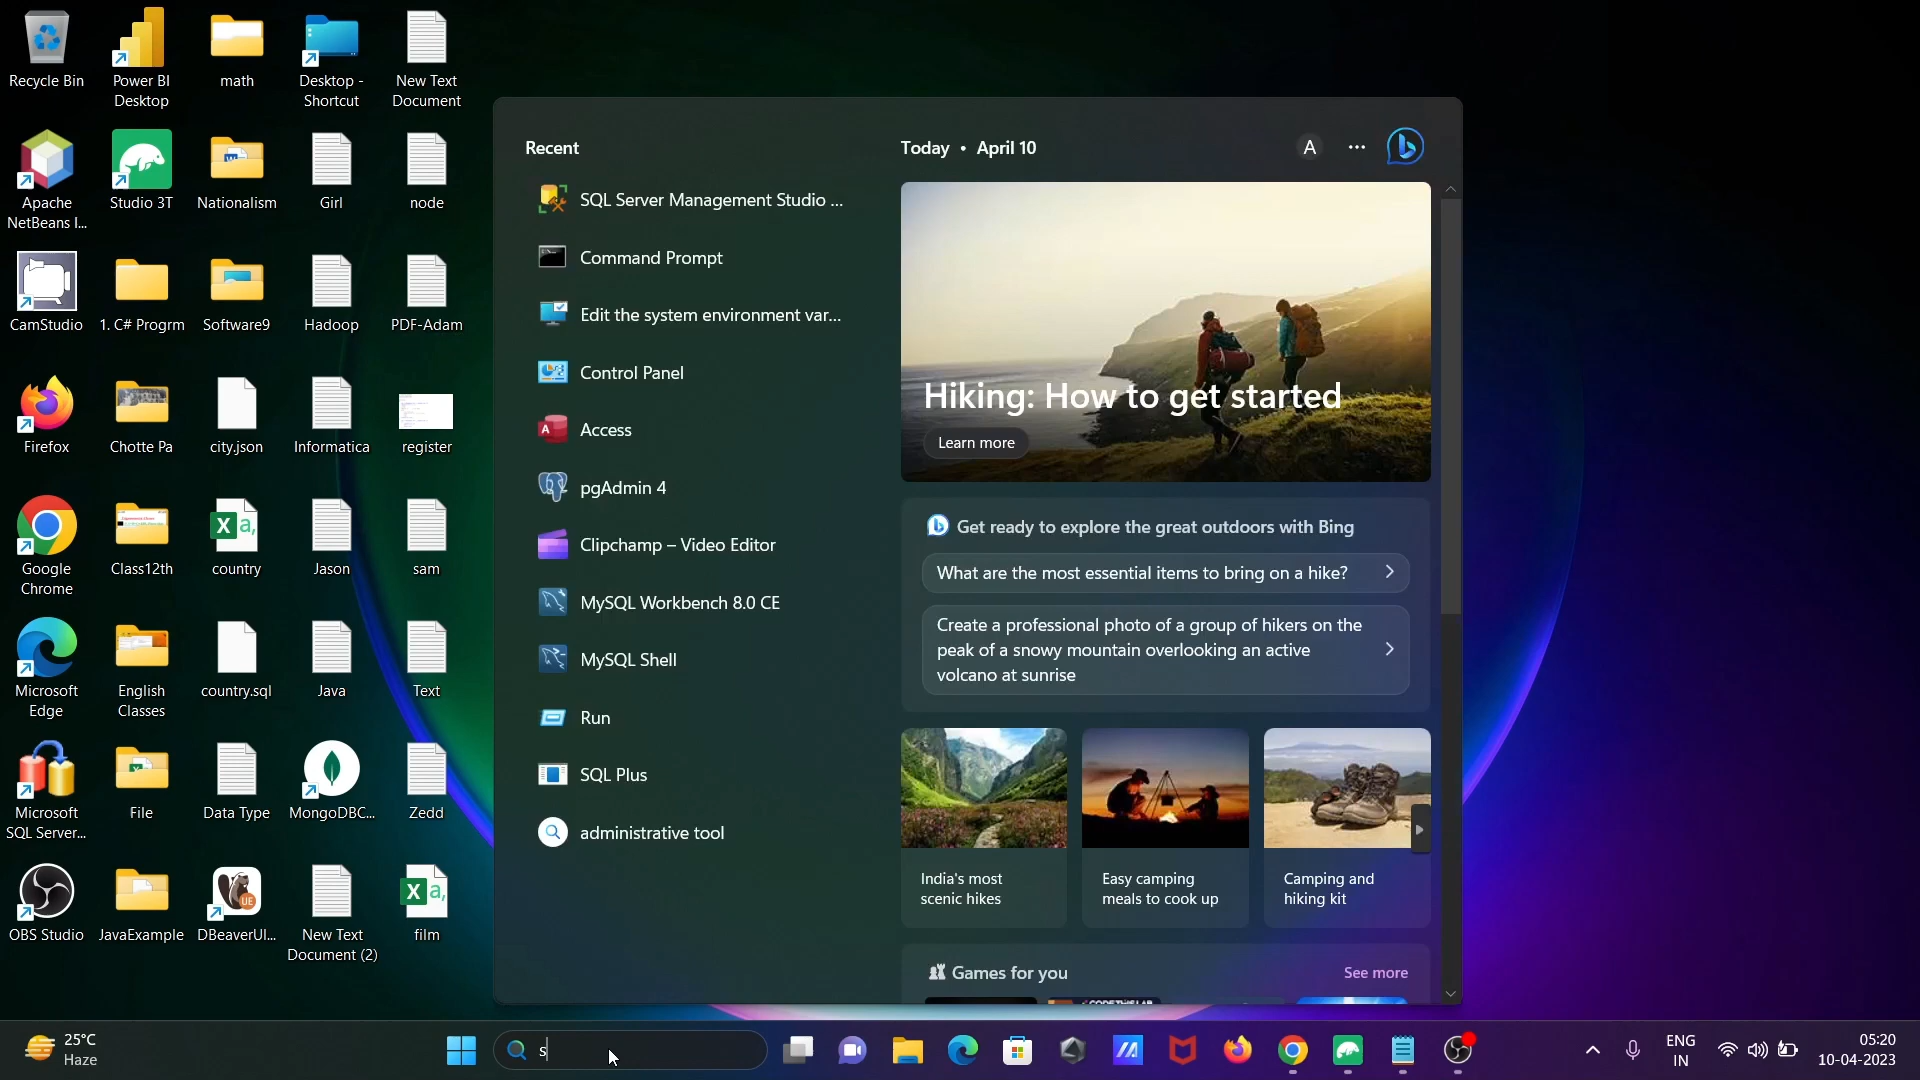 Recycle Bin
Power BI
Desktop
math
Desktop -
Shortcut
New Text
Document
Apache
NetBeans I...
Studio 3T
Nationalism
Girl
node
CamStudio
1. C# Progrm
Software9
Hadoop
PDF-Adam
Firefox
Chotte Pa
city.json
Informatica
register
Google
Chrome
Class12th
country
Jason
sam
Microsoft
Edge
English
Classes
country.sql
Java
Text
Microsoft
SQL Server...
File
Data Type
MongoDBC...
Zedd
OBS Studio
JavaExample
DBeaverUl...
New Text
Document (2)
film
Recent
SQL Server Management Studio ...
Command Prompt
Edit the system environment var...
Control Panel
Access
pgAdmin 4
Clipchamp – Video Editor
MySQL Workbench 8.0 CE
MySQL Shell
Run
SQL Plus
administrative tool
Today • April 10
A
Hiking: How to get started
Learn more
Get ready to explore the great outdoors with Bing
What are the most essential items to bring on a hike?
Create a professional photo of a group of hikers on the
peak of a snowy mountain overlooking an active
volcano at sunrise
India's most
scenic hikes
Easy camping
meals to cook up
Camping and
hiking kit
Games for you
See more
25°C
Haze
s
ENG
IN
05:20
10-04-2023